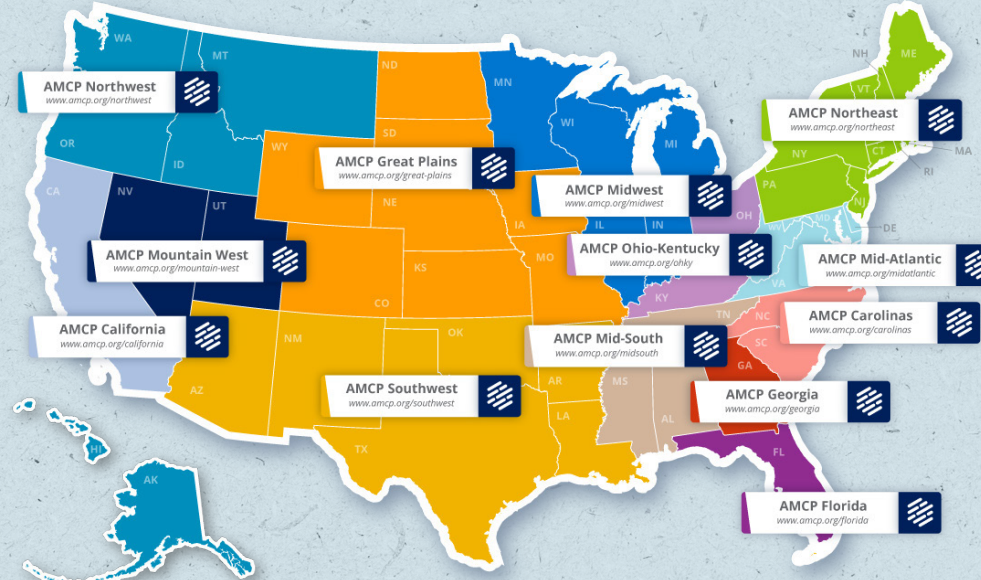 WA
MT
ND
MN
NH
ME
VT
AMCP Northwest
www.amcp.org/northwest
AMCP Northeast
www.amcp.org/northeast
OR
ID
WY
SD
WI
MI
NY
CT
MA
RI
AMCP Great Plains
www.amcp.org/great-plains
CA
NV
UT
NE
IA
AMCP Midwest
www.amcp.org/midwest
IL
IN
OH
PA
NJ
WV
MD
DE
AMCP Mountain West
www.amcp.org/mountain-west
KS
MO
AMCP Ohio-Kentucky
www.amcp.org/ohky
AMCP Mid-Atlantic
www.amcp.org/midatlantic
CO
KY
VA
AMCP California
www.amcp.org/california
NM
OK
AMCP Mid-South
www.amcp.org/midsouth
TN
NC
SC
AMCP Carolinas
www.amcp.org/carolinas
AZ
AMCP Southwest
www.amcp.org/southwest
AR
MS
AL
GA
AMCP Georgia
www.amcp.org/georgia
TX
LA
FL
HI
AK
AMCP Florida
www.amcp.org/florida